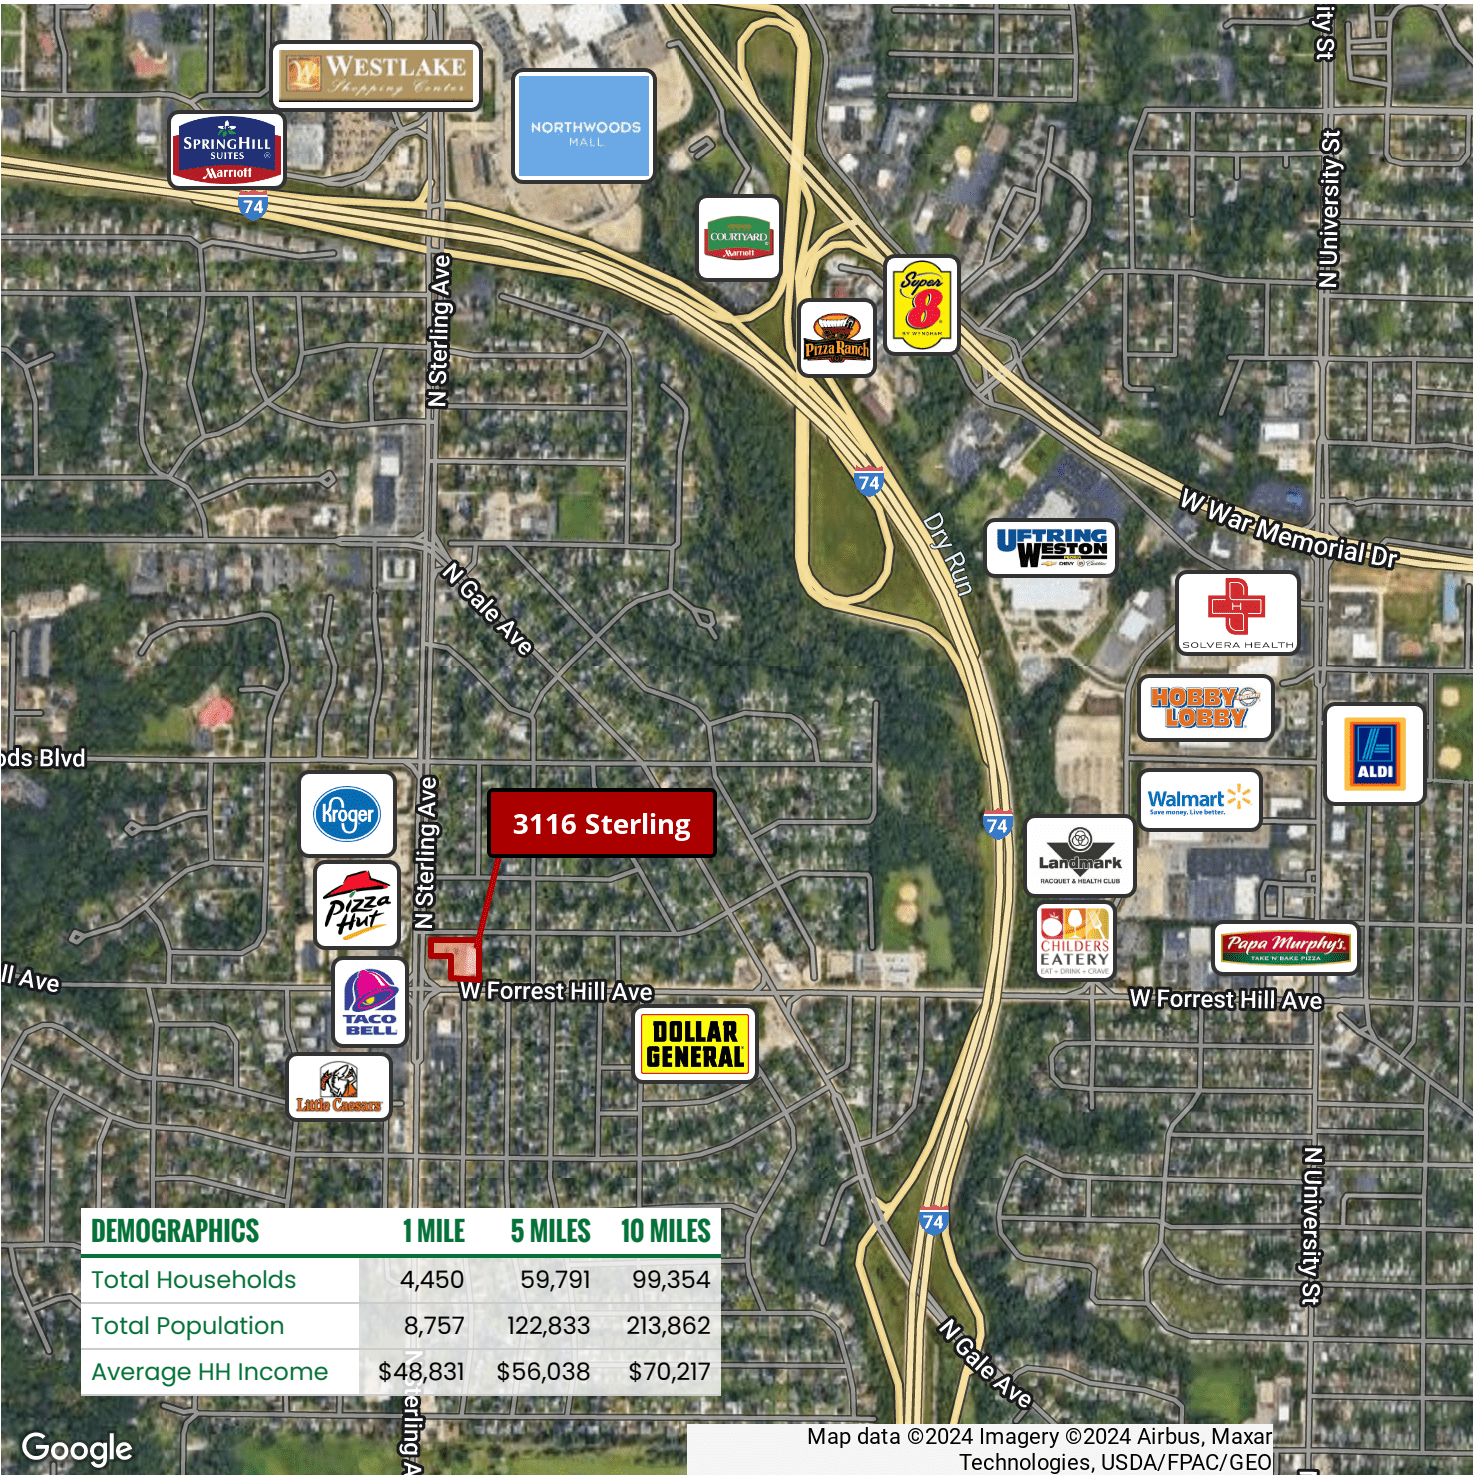 WESTLAKE
Shopping Center
NORTHWOODS
MALL
SPRINGHILL
SUITES
Marriott
74
COURTYARD
Marriott
Super
8
BY WYNDHAM
Pizza Ranch
N University St
ity St
N Sterling Ave
74
Dry Run
W War Memorial Dr
UFTRING
WESTON
CHEVY
Cadillac
N Gale Ave
H
SOLVERA HEALTH
HOBBY
LOBBY
ALDI
ods Blvd
Kroger
N Sterling Ave
3116 Sterling
74
Walmart
Save money. Live better.
Landmark
RACQUET & HEALTH CLUB
Pizza
Hut
CHILDERS
EATERY
EAT + DRINK + CRAVE
Papa Murphy's
TAKE 'N' BAKE PIZZA
ll Ave
TACO
BELL
W Forrest Hill Ave
W Forrest Hill Ave
DOLLAR
GENERAL
Little Caesars
N University St
74
DEMOGRAPHICS 1 MILE 5 MILES 10 MILES
Total Households 4,450 59,791 99,354
Total Population 8,757 122,833 213,862
Average HH Income $48,831 $56,038 $70,217
N Sterling A
N Gale Ave
Google
Map data ©2024 Imagery ©2024 Airbus, Maxar
Technologies, USDA/FPAC/GEO